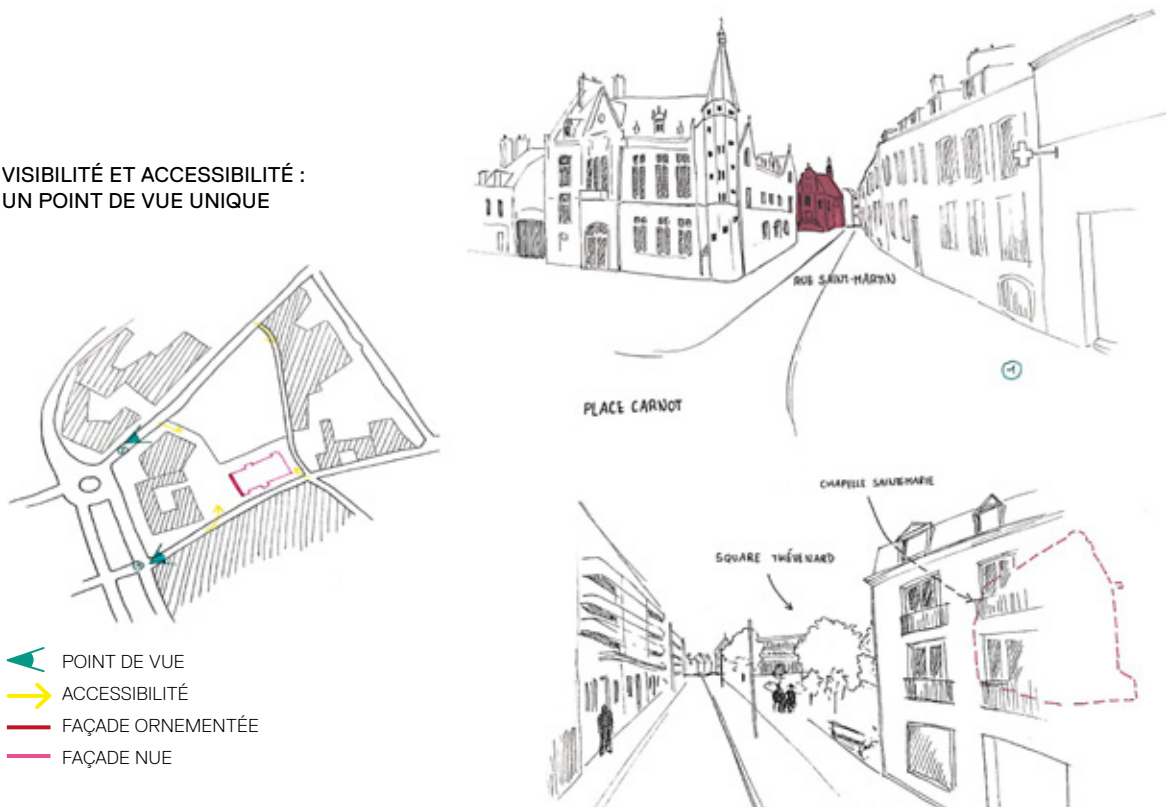 VISIBILITÉ ET ACCESSIBILITÉ :
UN POINT DE VUE UNIQUE
POINT DE VUE
ACCESSIBILITÉ
FAÇADE ORNEMENTÉE
FAÇADE NUE
RUE SAINT-MARTIN
PLACE CARNOT
1
CHAPELLE SAINTE-MARIE
SQUARE THÉVENARD